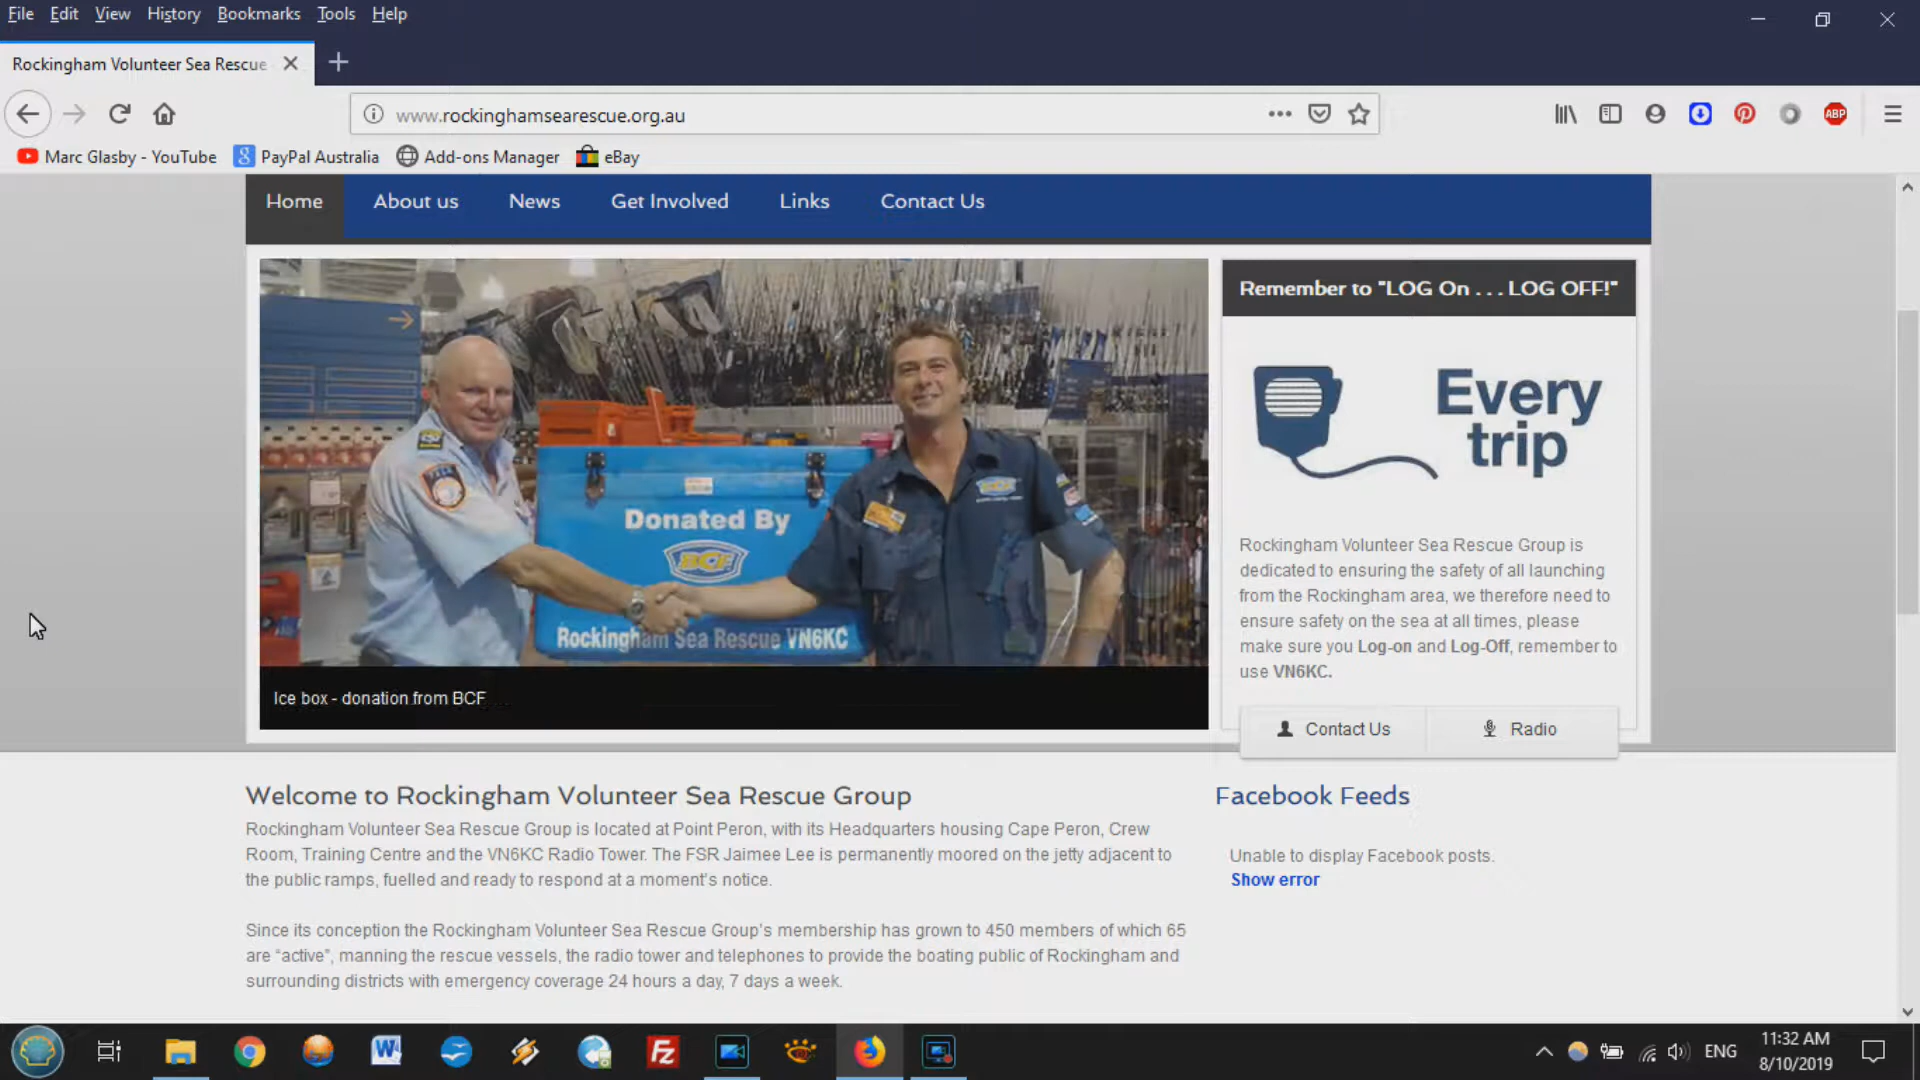 File Edit View History Bookmarks Tools Help
Rockingham Volunteer Sea Rescue
www.rockinghamsearescue.org.au
ABP
Marc Glasby - YouTube PayPal Australia Add-ons Manager eBay
Home About us News Get Involved Links Contact Us
Donated By
BCF
Rockingham Sea Rescue VN6KC
Ice box - donation from BCF
Remember to "LOG On . . . LOG OFF!"
Every
trip
Rockingham Volunteer Sea Rescue Group is
dedicated to ensuring the safety of all launching
from the Rockingham area, we therefore need to
ensure safety on the sea at all times, please
make sure you Log-on and Log-Off, remember to
use VN6KC.
Contact Us Radio
Welcome to Rockingham Volunteer Sea Rescue Group
Rockingham Volunteer Sea Rescue Group is located at Point Peron, with its Headquarters housing Cape Peron, Crew
Room, Training Centre and the VN6KC Radio Tower. The FSR Jaimee Lee is permanently moored on the jetty adjacent to
the public ramps, fuelled and ready to respond at a moment's notice.
Since its conception the Rockingham Volunteer Sea Rescue Group's membership has grown to 450 members of which 65
are “active”, manning the rescue vessels, the radio tower and telephones to provide the boating public of Rockingham and
surrounding districts with emergency coverage 24 hours a day, 7 days a week.
Facebook Feeds
Unable to display Facebook posts.
Show error
ENG
11:32 AM
8/10/2019